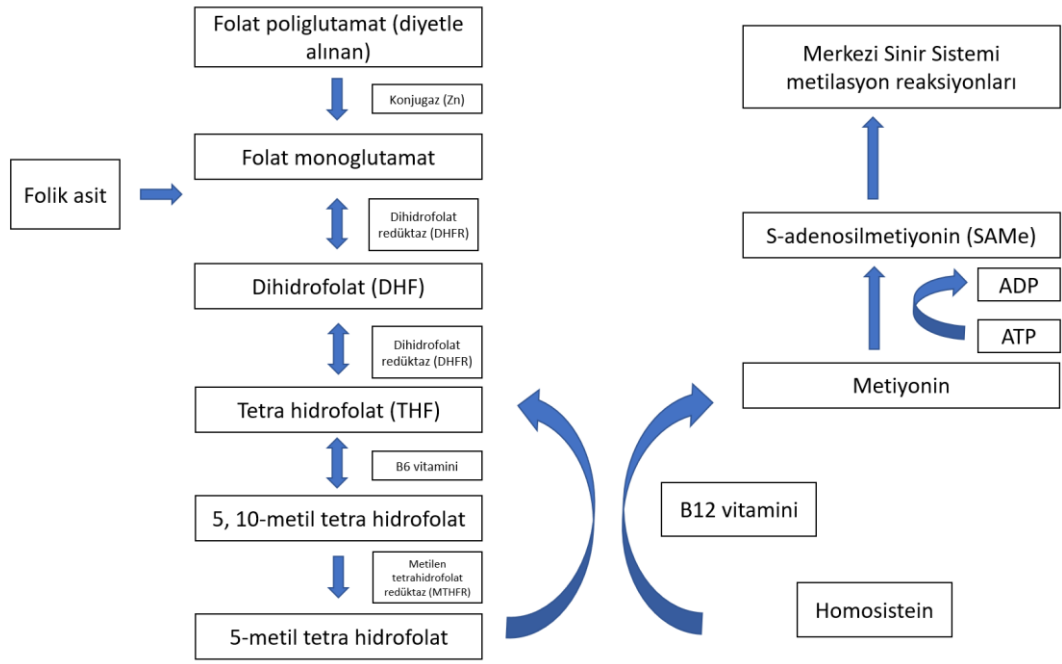 Folat poliglutamat (diyetle
alınan)
Konjugaz (Zn)
Folat monoglutamat
Folik asit
Dihidrofolat
redüktaz (DHFR)
Dihidrofolat (DHF)
Dihidrofolat
redüktaz (DHFR)
Tetra hidrofolat (THF)
B6 vitamini
5, 10-metil tetra hidrofolat
Metilen
tetrahidrofolat
redüktaz (MTHFR)
5-metil tetra hidrofolat
Merkezi Sinir Sistemi
metilasyon reaksiyonları
S-adenosilmetiyonin (SAMe)
ADP
ATP
Metiyonin
B12 vitamini
Homosistein